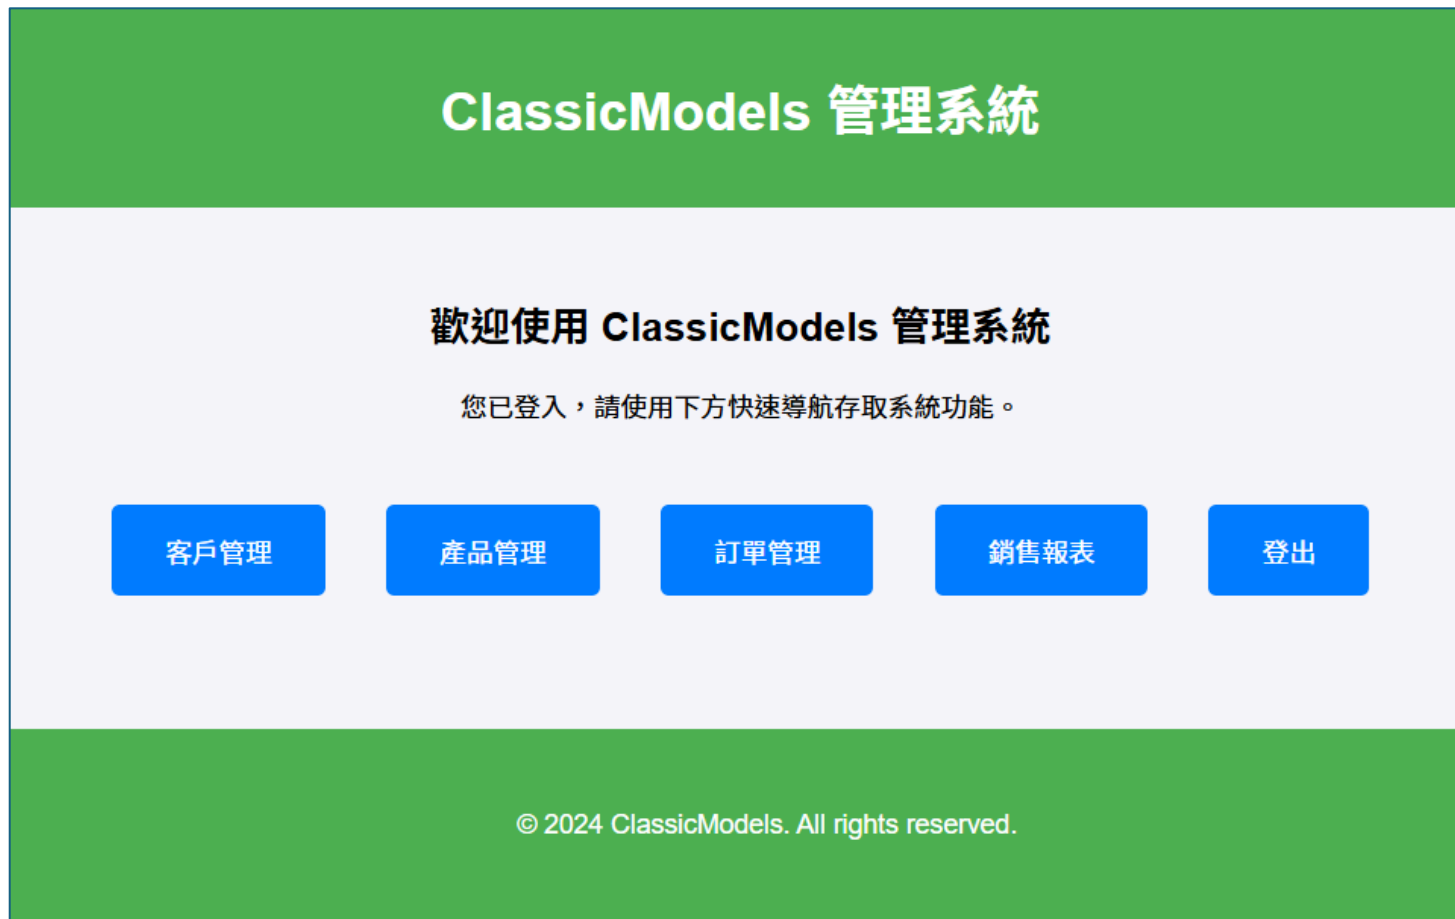 ClassicModels 管理系統
歡迎使用 ClassicModels 管理系統
您已登入，請使用下方快速導航存取系統功能。
客戶管理 產品管理 訂單管理 銷售報表 登出
© 2024 ClassicModels. All rights reserved.